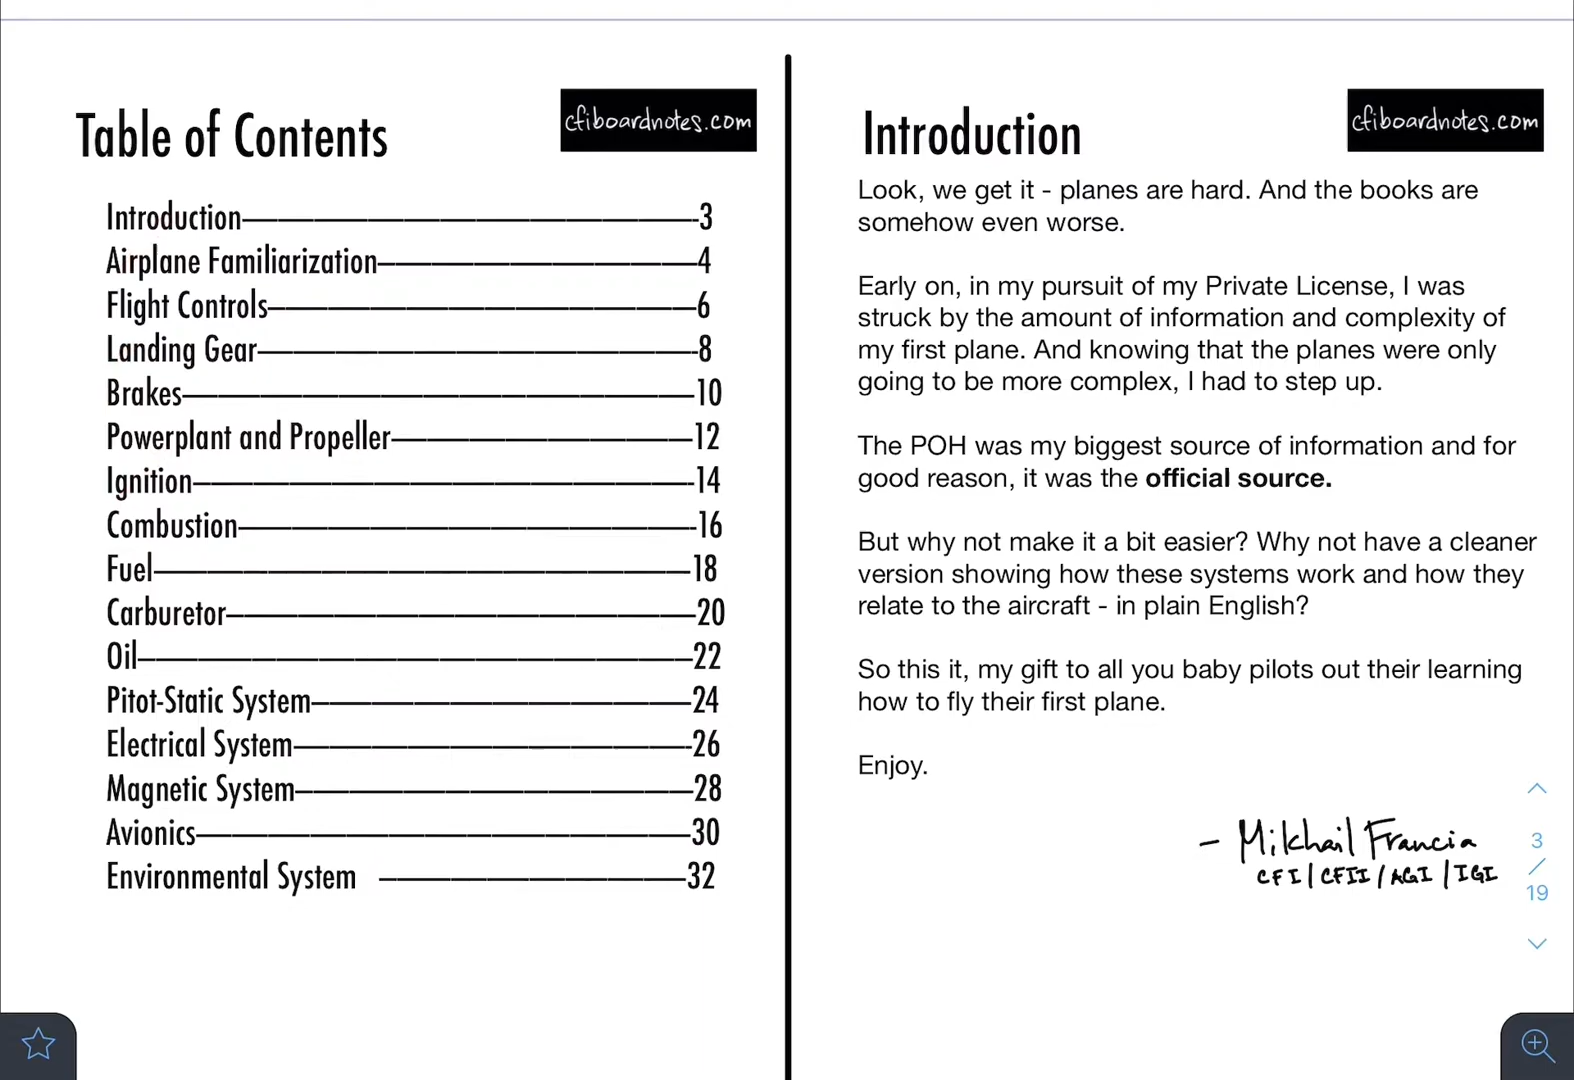 Table of Contents
cfiboardnotes.com
Introduction-3
Airplane Familiarization-4
Flight Controls-6
Landing Gear-8
Brakes-10
Powerplant and Propeller-12
Ignition-14
Combustion-16
Fuel-18
Carburetor-20
Oil-22
Pitot-Static System-24
Electrical System-26
Magnetic System-28
Avionics-30
Environmental System -32
Introduction
cfiboardnotes.com
Look, we get it - planes are hard. And the books are
somehow even worse.
Early on, in my pursuit of my Private License, I was
struck by the amount of information and complexity of
my first plane. And knowing that the planes were only
going to be more complex, I had to step up.
The POH was my biggest source of information and for
good reason, it was the official source.
But why not make it a bit easier? Why not have a cleaner
version showing how these systems work and how they
relate to the aircraft - in plain English?
So this it, my gift to all you baby pilots out their learning
how to fly their first plane.
Enjoy.
- Mikhail Francia
CFI | CFII / AGI | IGI
3
/
19